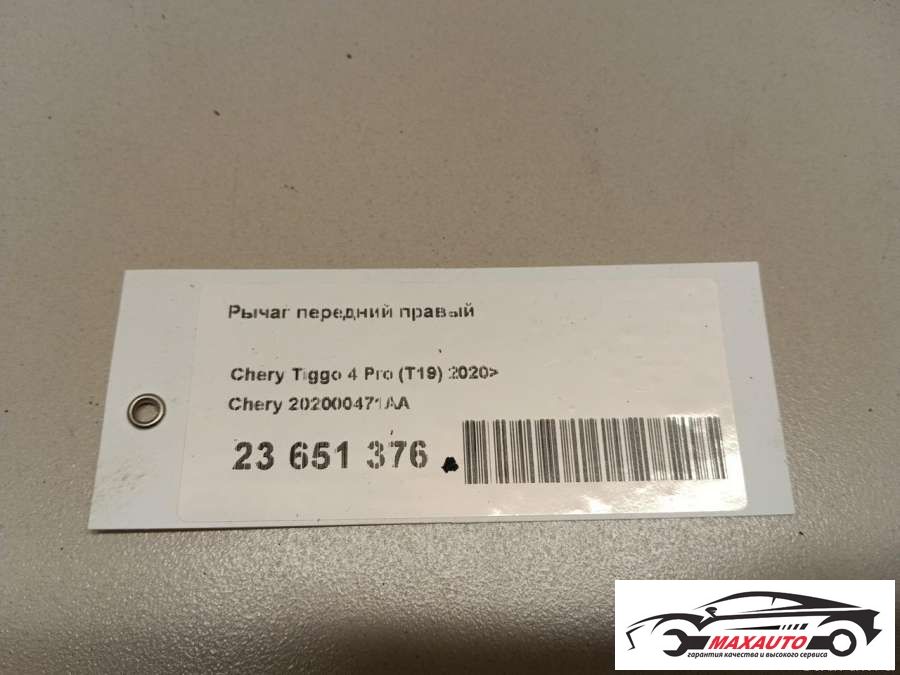 Рычаг передний правый
Chery Tiggo 4 Pro (T19) 2020>
Chery 202000471AA
23 651 376
MAXAUTO
гарантия качества и высокого сервиса